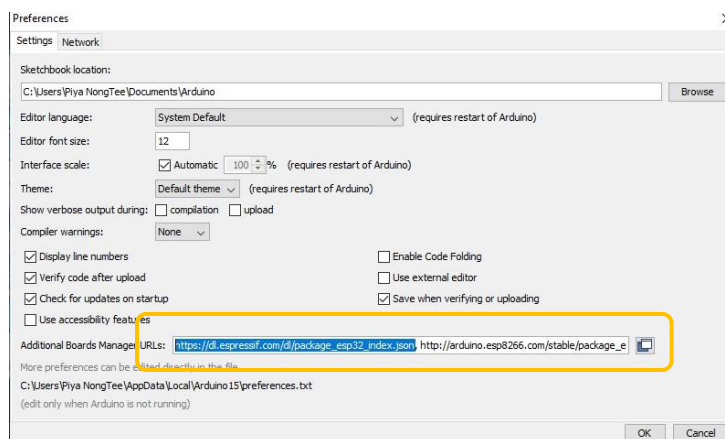 Preferences
Settings Network
Sketchbook location:
C:\Users\Piya NongTee\Documents\Arduino Browse
Editor language: System Default (requires restart of Arduino)
Editor font size: 12
Interface scale: Automatic 100 % (requires restart of Arduino)
Theme: Default theme (requires restart of Arduino)
Show verbose output during: compilation upload
Compiler warnings: None
Display line numbers Enable Code Folding
Verify code after upload Use external editor
Check for updates on startup Save when verifying or uploading
Use accessibility features
Additional Boards Manager URLs: https://dl.espressif.com/dl/package_esp32_index.json, http://arduino.esp8266.com/stable/package_e
More preferences can be edited directly in the file
C:\Users\Piya NongTee\AppData\Local\Arduino15\preferences.txt
(edit only when Arduino is not running)
OK Cancel